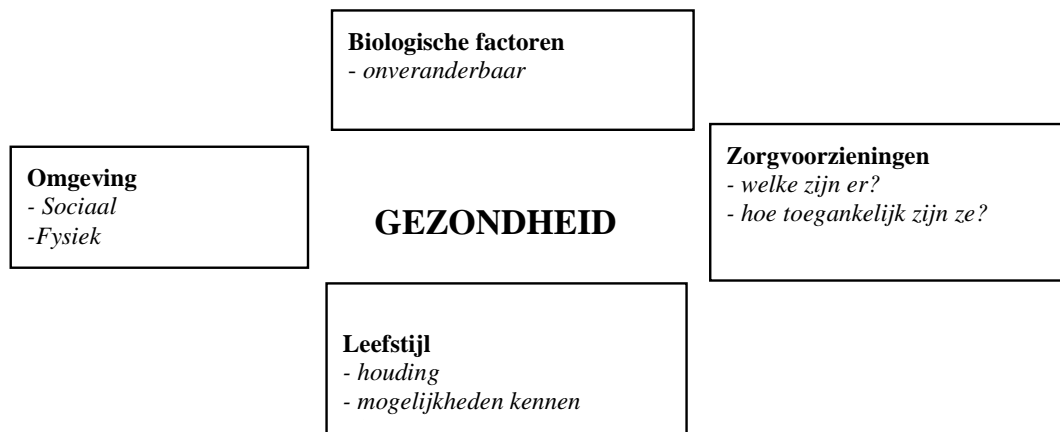 Biologische factoren
- onveranderbaar
Omgeving
- Sociaal
-Fysiek
GEZONDHEID
Zorgvoorzieningen
- welke zijn er?
- hoe toegankelijk zijn ze?
Leefstijl
- houding
- mogelijkheden kennen